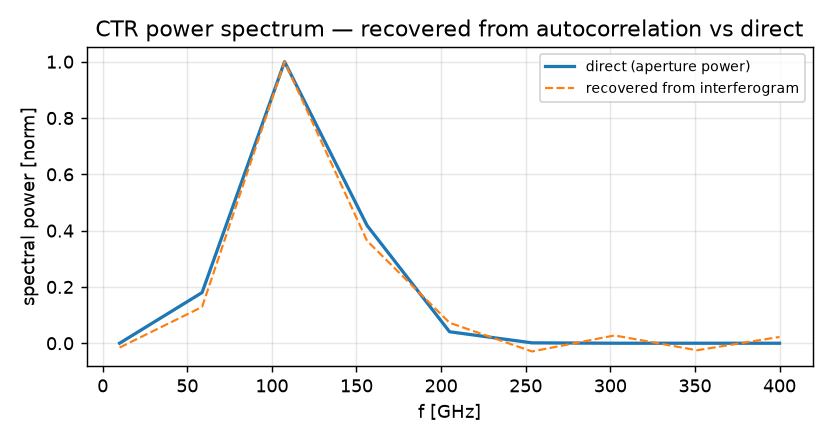 CTR power spectrum — recovered from autocorrelation vs direct
direct (aperture power)
recovered from interferogram
spectral power [norm]
1.0
0.8
0.6
0.4
0.2
0.0
0 50 100 150 200 250 300 350 400
f [GHz]